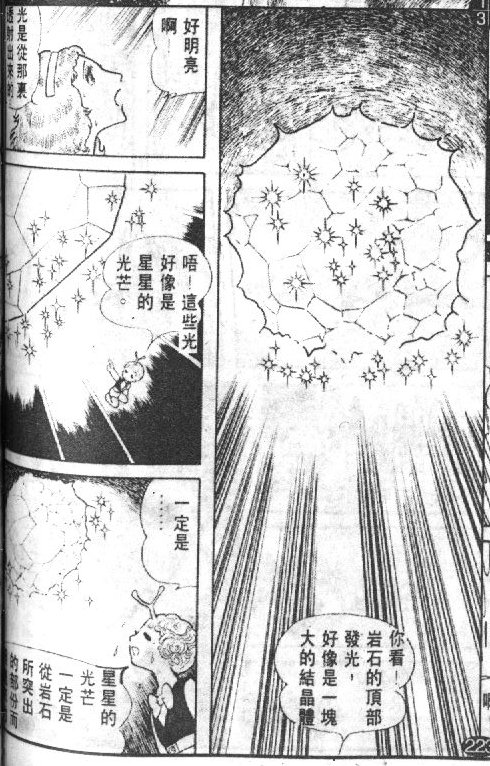 你看！
岩石的頂部
發光，
好像是一塊
大的結晶體
好明亮
啊！
光是從那裏
透射出來的
唔！這些光
好像是
星星的
光芒。
一定是
……
星星的
光芒
一定是
從岩石
所突出
的部份而